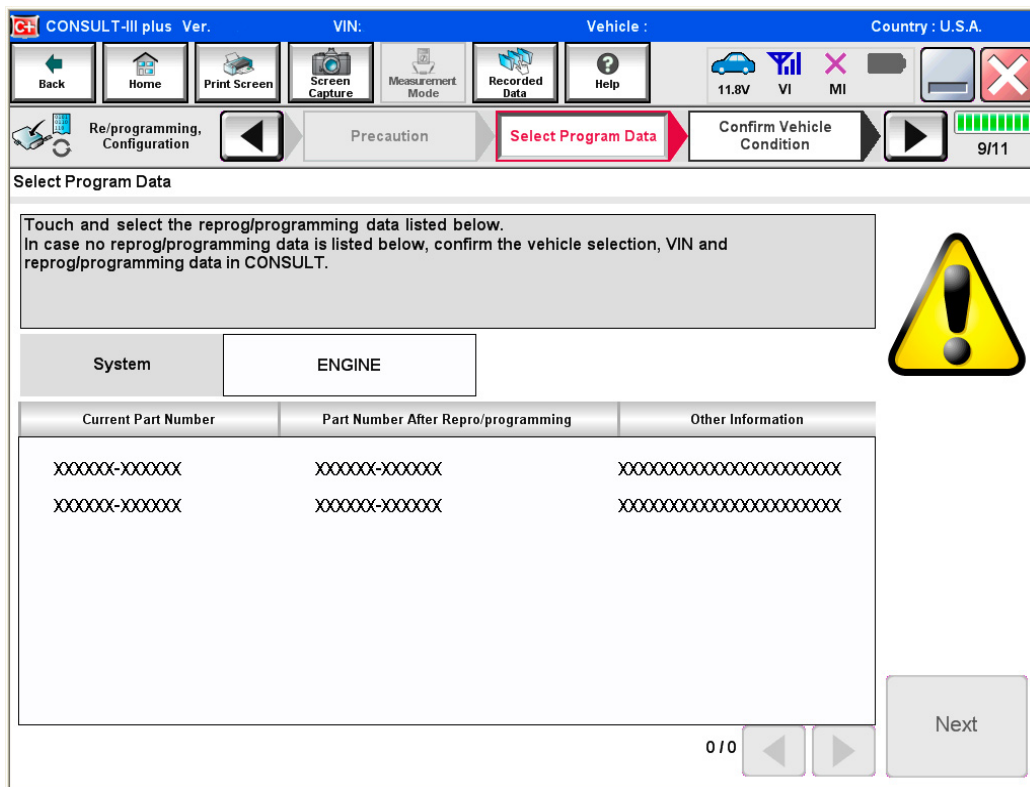 C+ CONSULT-III plus Ver. VIN: Vehicle : Country : U.S.A.
Back Home Print Screen Screen Capture Measurement Mode Recorded Data Help 11.8V VI MI
Re/programming, Configuration Precaution Select Program Data Confirm Vehicle Condition 9/11
Select Program Data
Touch and select the reprog/programming data listed below.
In case no reprog/programming data is listed below, confirm the vehicle selection, VIN and
reprog/programming data in CONSULT.
System ENGINE
Current Part Number Part Number After Repro/programming Other Information
XXXXXX-XXXXXX XXXXXX-XXXXXX XXXXXXXXXXXXXXXXXXXXXX
XXXXXX-XXXXXX XXXXXX-XXXXXX XXXXXXXXXXXXXXXXXXXXXX
Next
0/0